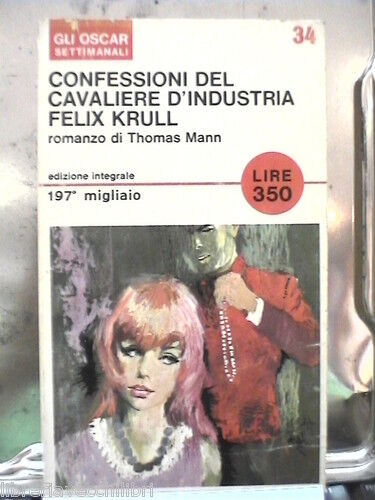 GLI OSCAR
SETTIMANALI
34
CONFESSIONI DEL
CAVALIERE D'INDUSTRIA
FELIX KRULL
romanzo di Thomas Mann
edizione integrale
197° migliaio
LIRE
350
libreriavecchilibri